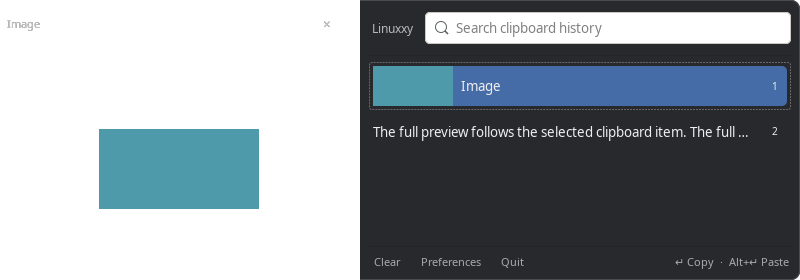 Image ×
Linuxxy
Search clipboard history
Image 1
The full preview follows the selected clipboard item. The full ... 2
Clear Preferences Quit ↵ Copy · Alt+↵ Paste